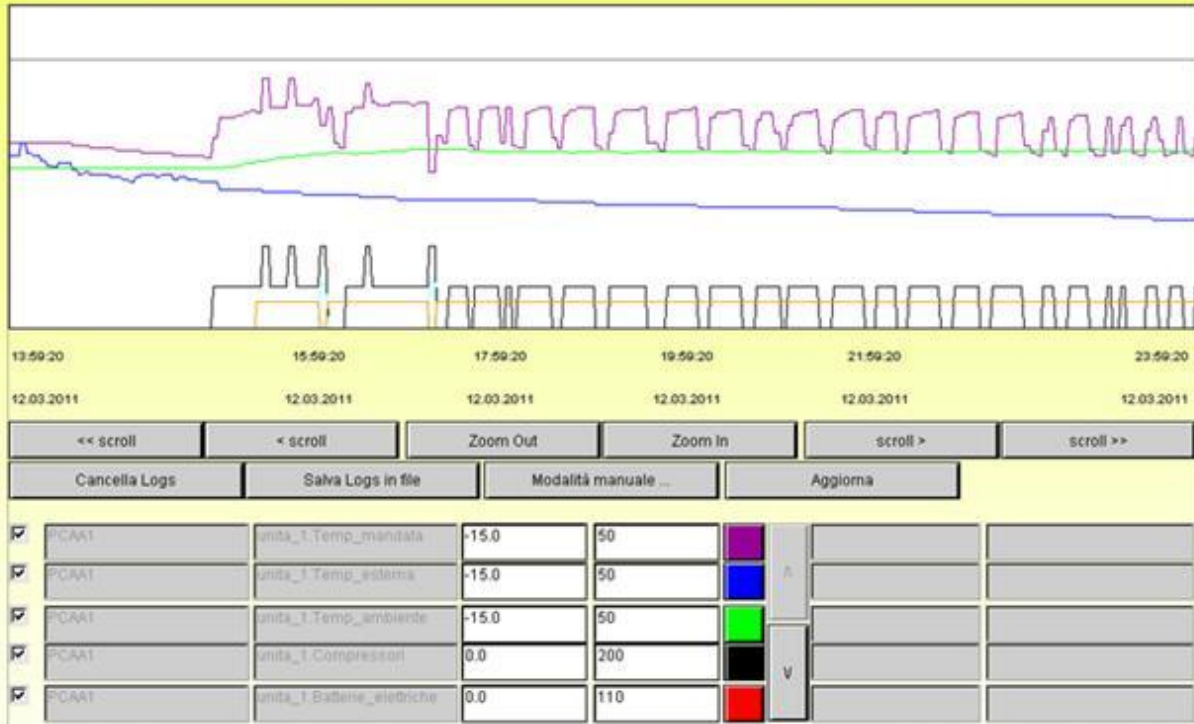 13:59:20 15:59:20 17:59:20 19:59:20 21:59:20 23:59:20
12.03.2011 12.03.2011 12.03.2011 12.03.2011 12.03.2011 12.03.2011
<< scroll < scroll Zoom Out Zoom In scroll > scroll >>
Cancella Logs Salva Logs in file Modalità manuale ... Aggiorna
PCAA1 unita_1.Temp_mandata -15.0 50
PCAA1 unita_1.Temp_esterna -15.0 50
PCAA1 unita_1.Temp_ambiente -15.0 50
PCAA1 unita_1.Compressori 0.0 200
PCAA1 unita_1.Batterie_elettriche 0.0 110